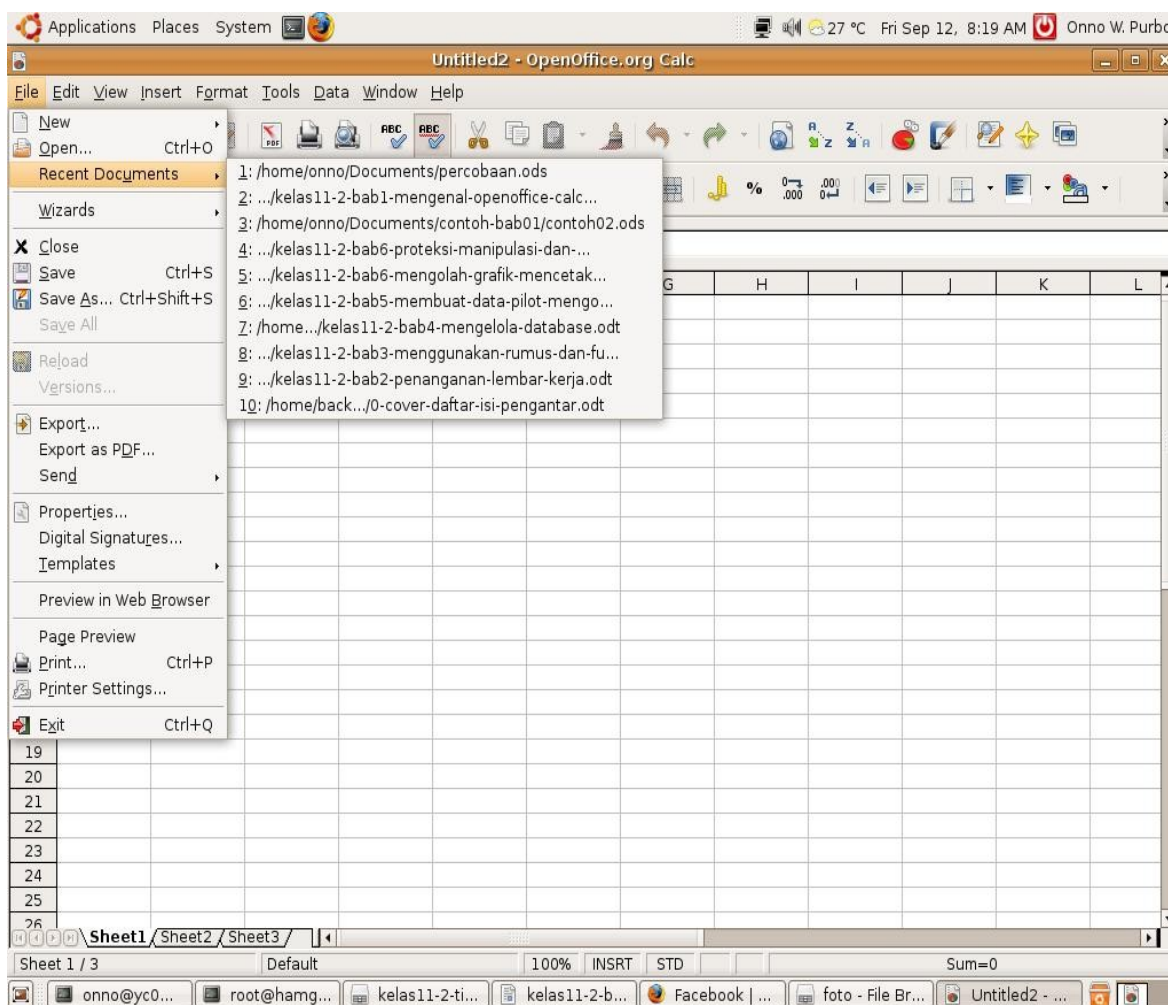 Applications Places System 27 °C Fri Sep 12, 8:19 AM Onno W. Purbo
Untitled2 - OpenOffice.org Calc
File Edit View Insert Format Tools Data Window Help
New
Open... Ctrl+O
Recent Documents
Wizards
Close
Save Ctrl+S
Save As... Ctrl+Shift+S
Save All
Reload
Versions...
Export...
Export as PDF...
Send
Properties...
Digital Signatures...
Templates
Preview in Web Browser
Page Preview
Print... Ctrl+P
Printer Settings...
Exit Ctrl+Q
PDF ABC ABC A Z Z A
% 0 .000 .000 0
1: /home/onno/Documents/percobaan.ods
2: .../kelas11-2-bab1-mengenal-openoffice-calc...
3: /home/onno/Documents/contoh-bab01/contoh02.ods
4: .../kelas11-2-bab6-proteksi-manipulasi-dan-...
5: .../kelas11-2-bab6-mengolah-grafik-mencetak...
6: .../kelas11-2-bab5-membuat-data-pilot-mengo...
7: /home.../kelas11-2-bab4-mengelola-database.odt
8: .../kelas11-2-bab3-menggunakan-rumus-dan-fu...
9: .../kelas11-2-bab2-penanganan-lembar-kerja.odt
10: /home/back.../0-cover-daftar-isi-pengantar.odt
G H I J K L
19
20
21
22
23
24
25
26
Sheet1 Sheet2 Sheet3
Sheet 1 / 3 Default 100% INSRT STD Sum=0
onno@yc0... root@hamg... kelas11-2-ti... kelas11-2-b... Facebook | ... foto - File Br... Untitled2 - ...